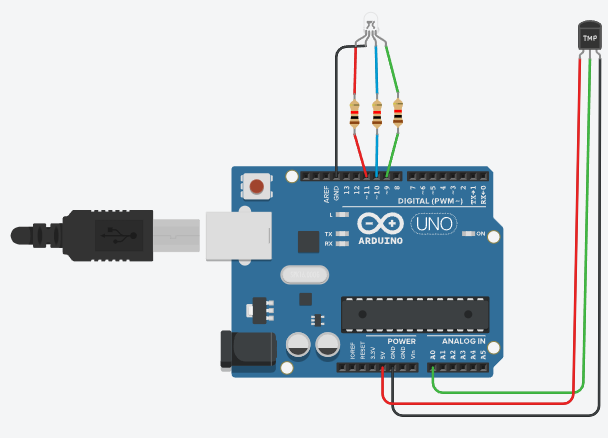 TMP
AREF
GND
13
12
~11
~10
~9
8
7
~6
~5
4
~3
2
TX→1
RX←0
DIGITAL (PWM~)
L
TX
RX
ARDUINO
UNO
ON
POWER
ANALOG IN
IOREF
RESET
3.3V
5V
GND
GND
Vin
A0
A1
A2
A3
A4
A5